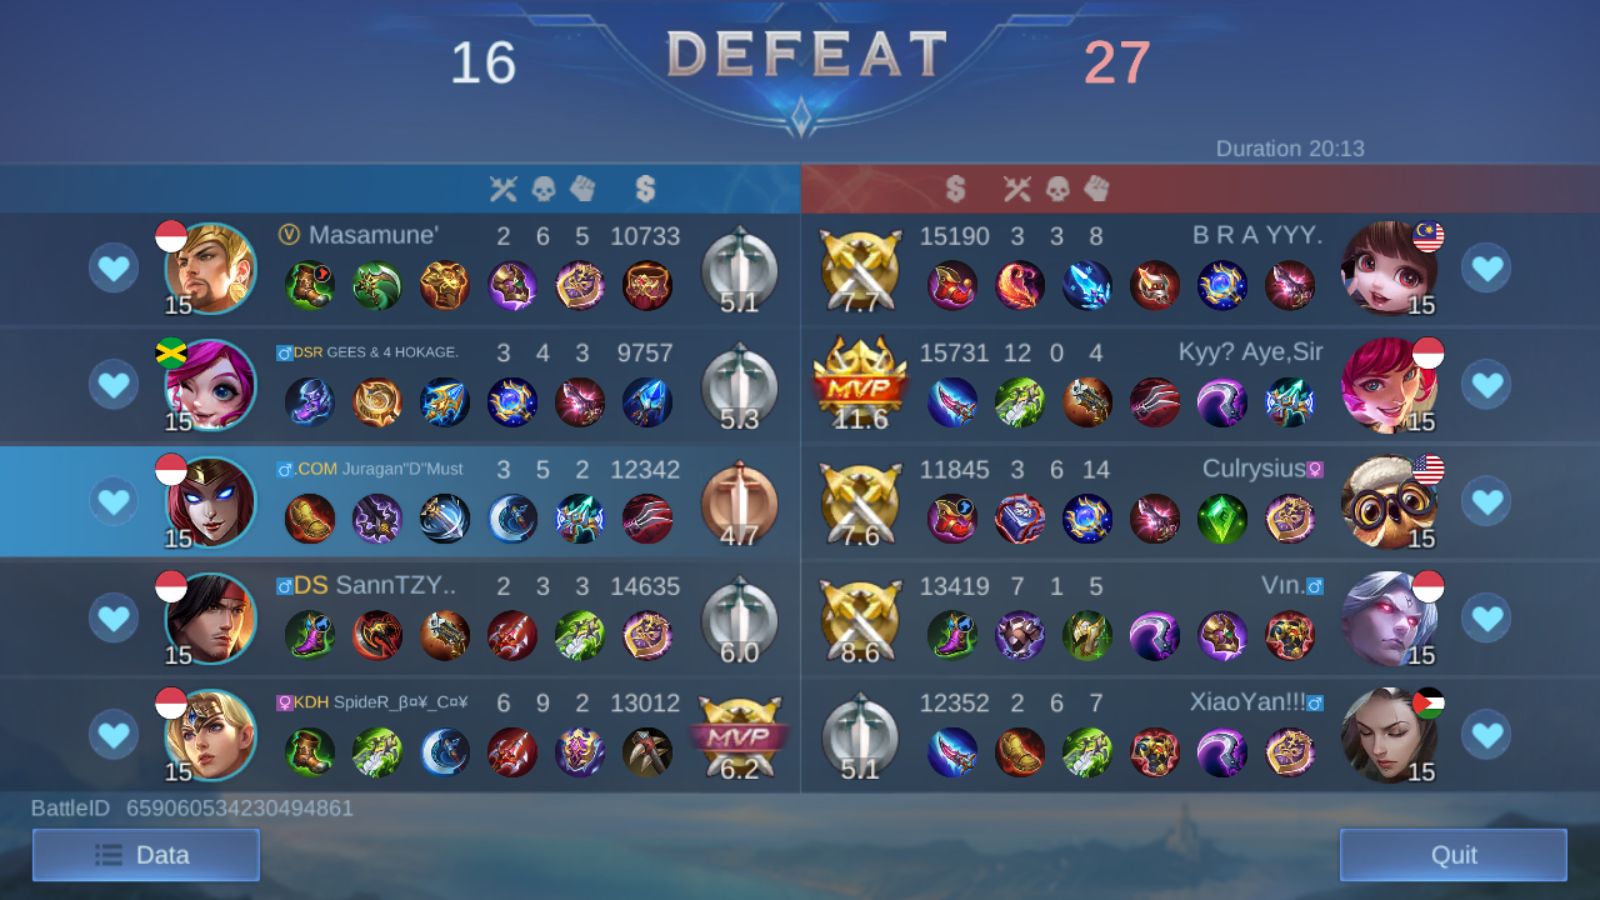 16 DEFEAT 27
Duration 20:13
Masamune' 2 6 5 10733 5.1 15
7.7 15190 3 3 8 B R A YYY. 15
DSR GEES & 4 HOKAGE. 3 4 3 9757 5.3 15
MVP 11.6 15731 12 0 4 Kyy? Aye,Sir 15
.COM Juragan"D"Must 3 5 2 12342 4.7 15
7.6 11845 3 6 14 Culrysius 15
DS SannTZY.. 2 3 3 14635 6.0 15
8.6 13419 7 1 5 Vın. 15
KDH SpideR_β¤¥_C¤¥ 6 9 2 13012 MVP 6.2 15
5.1 12352 2 6 7 XiaoYan!!! 15
BattleID 659060534230494861
Data
Quit